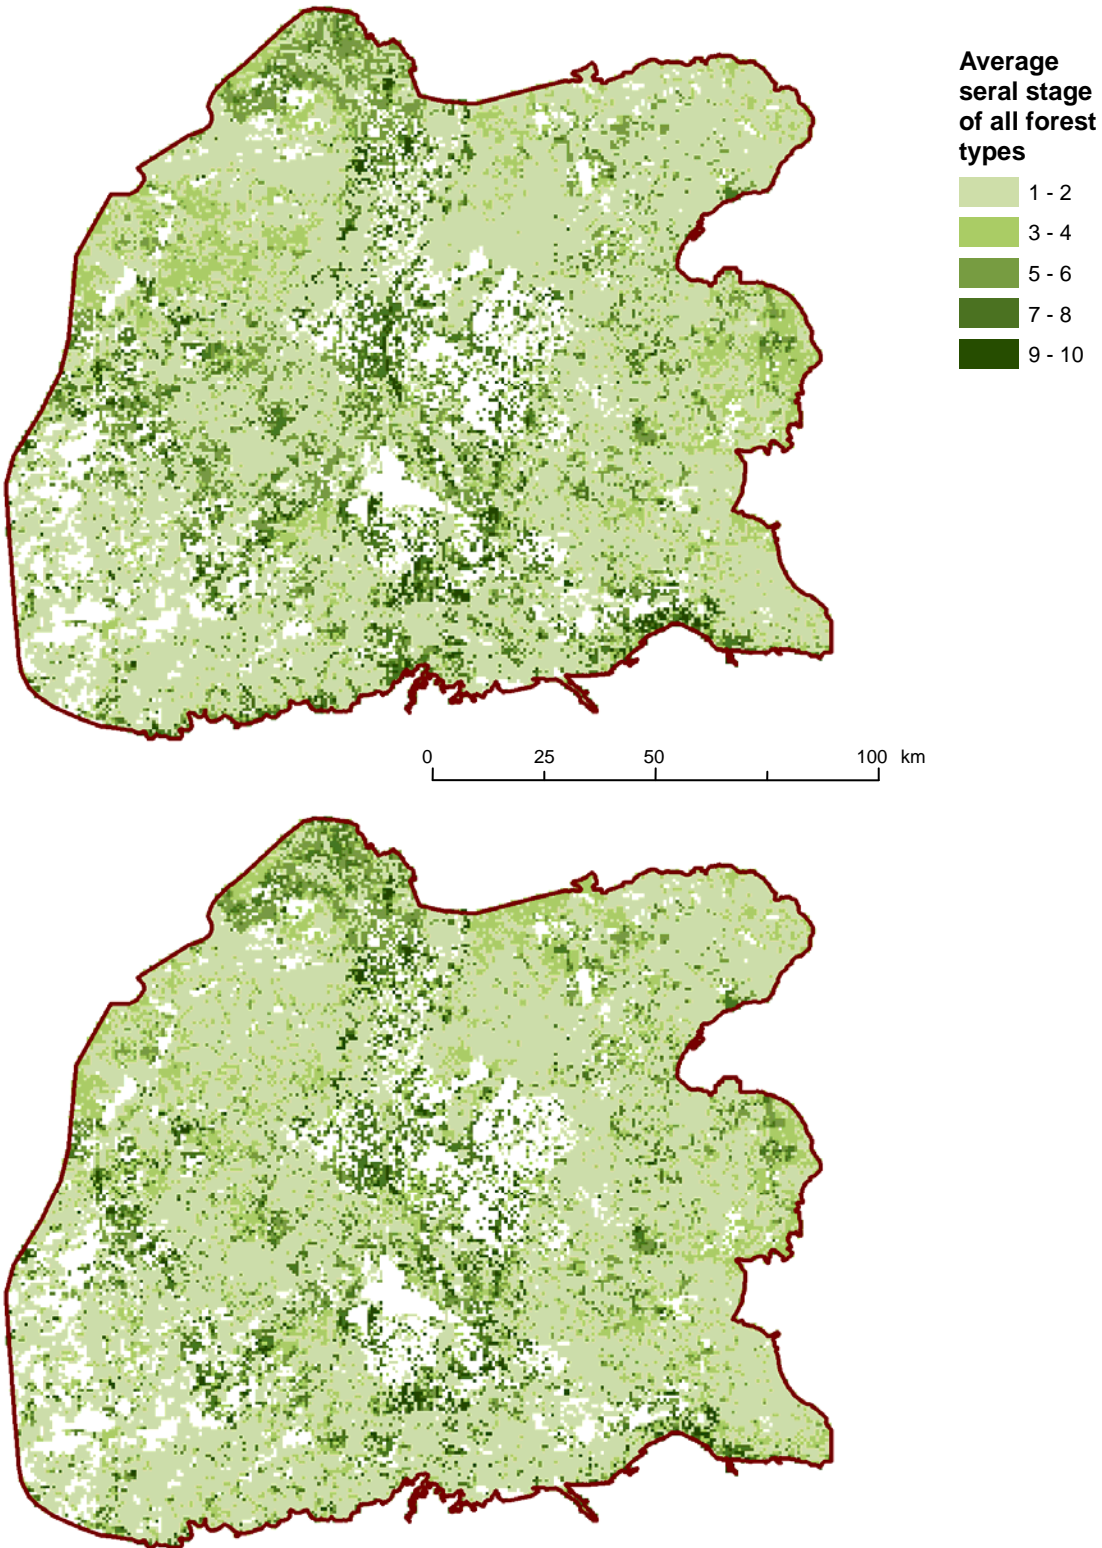 Average
seral stage
of all forest
types
1 - 2
3 - 4
5 - 6
7 - 8
9 - 10
0 25 50 100 km